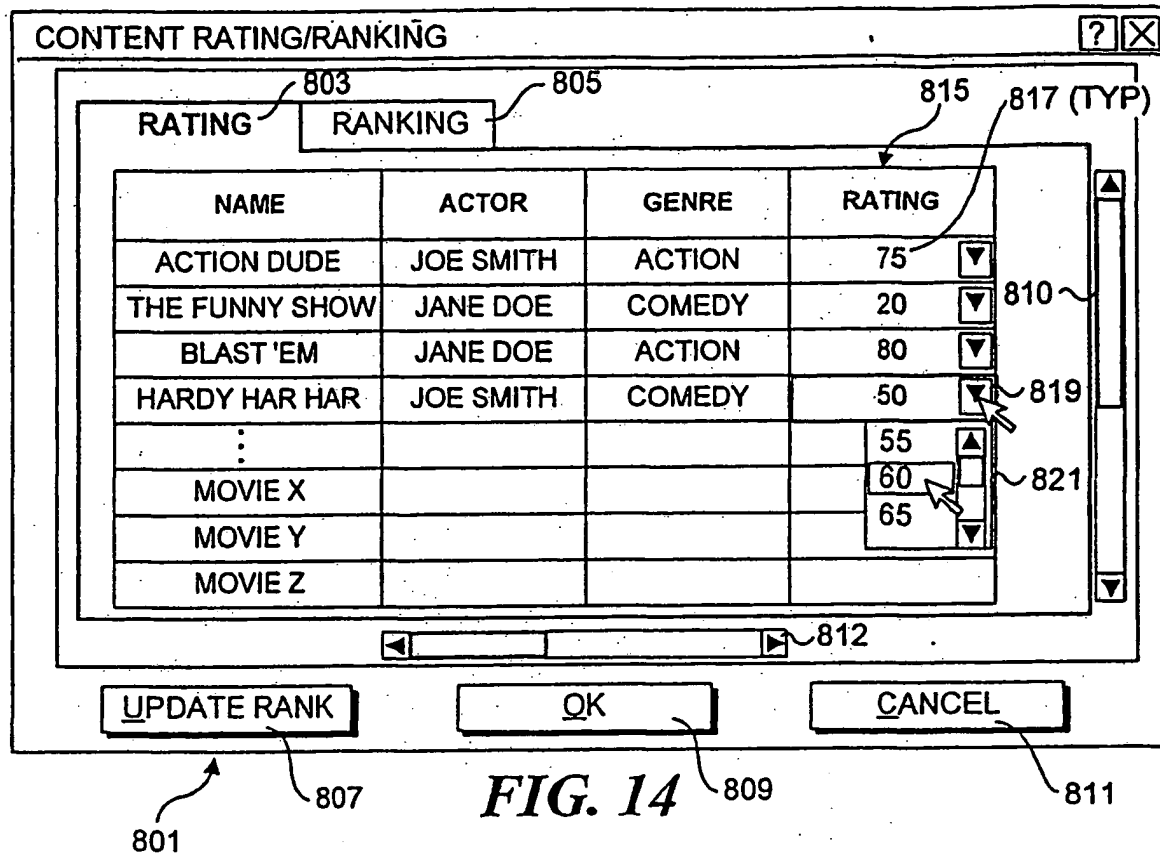 CONTENT RATING/RANKING ? X
803 805 815 817 (TYP)
RATING RANKING
NAME ACTOR GENRE RATING
ACTION DUDE JOE SMITH ACTION 75
THE FUNNY SHOW JANE DOE COMEDY 20
810
BLAST 'EM JANE DOE ACTION 80
HARDY HAR HAR JOE SMITH COMEDY 50 819
55
MOVIE X 60 821
65
MOVIE Y
MOVIE Z
812
UPDATE RANK OK CANCEL
801 807 FIG. 14 809 811